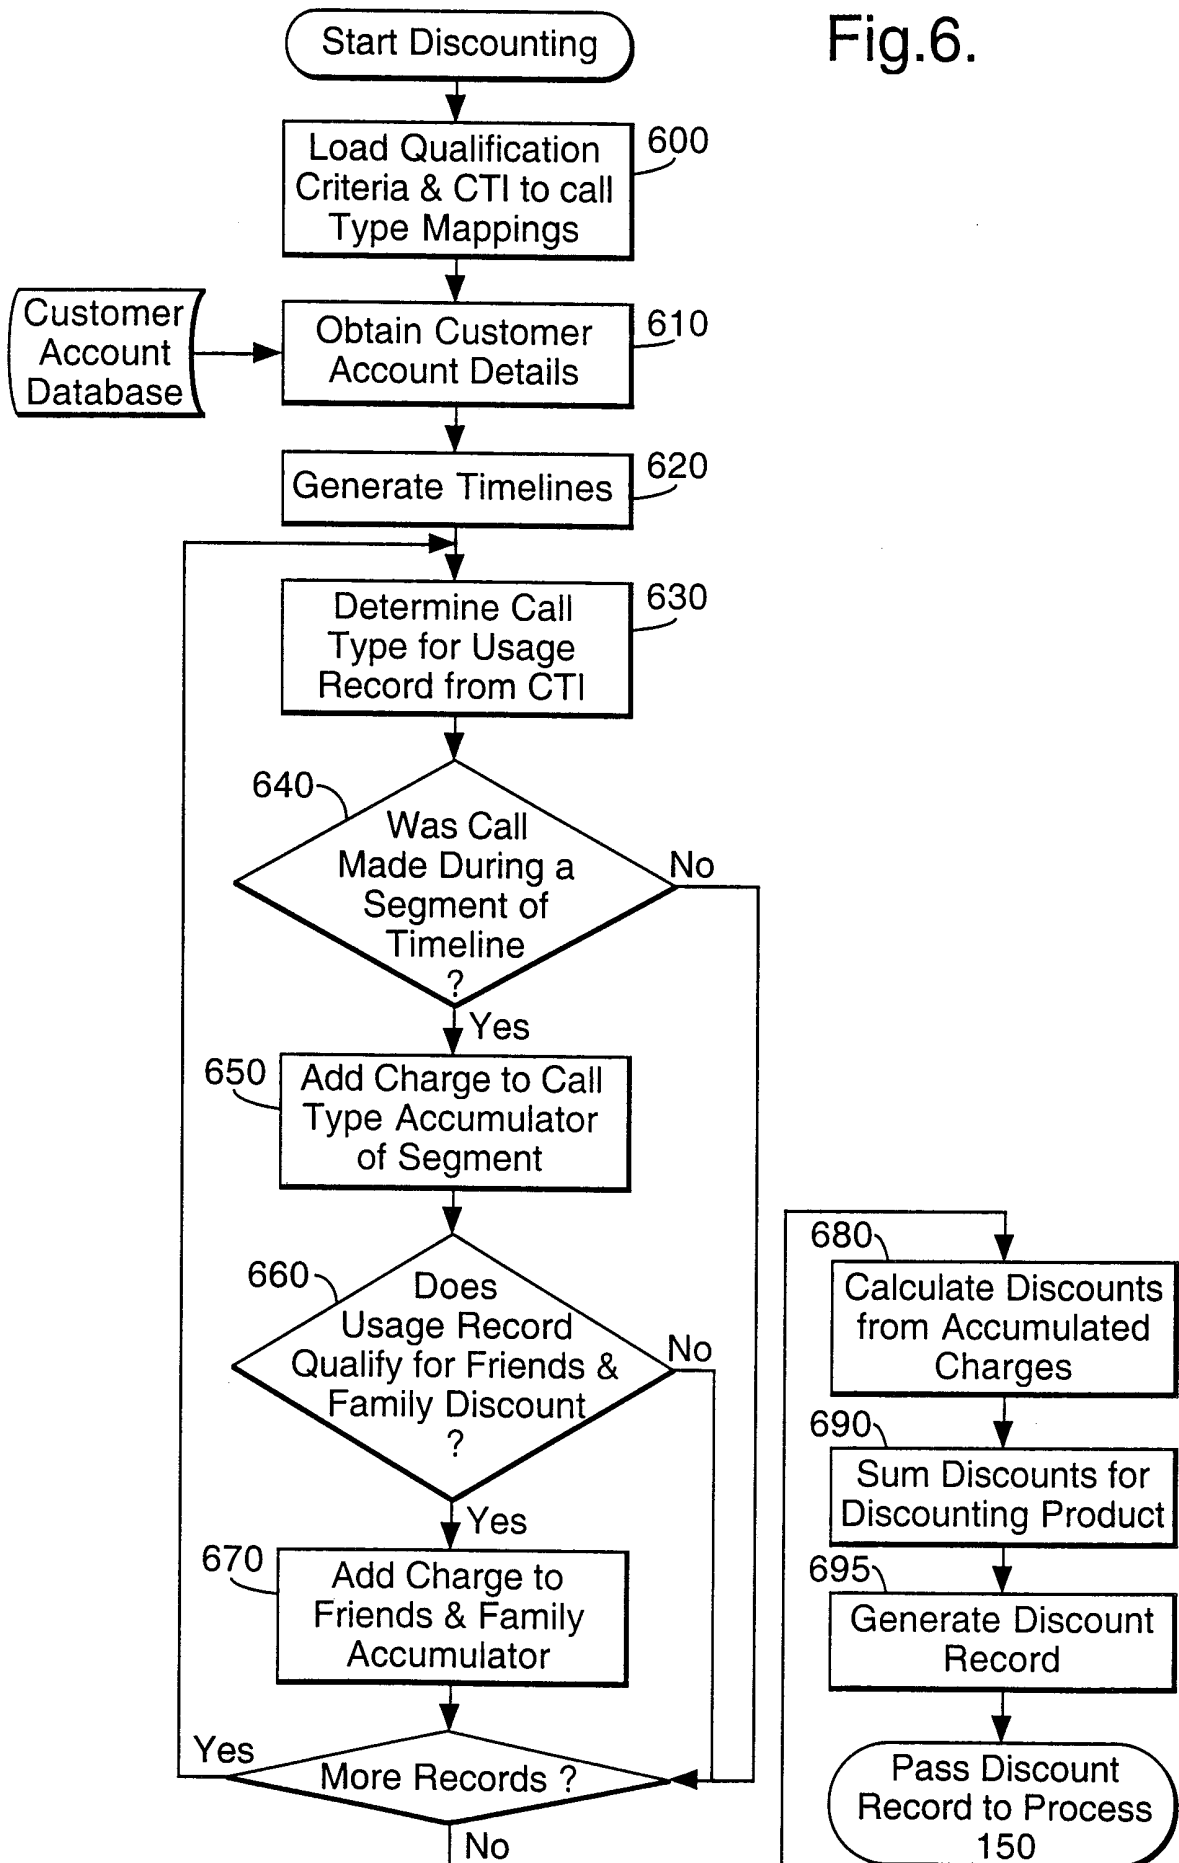 Fig.6.
Start Discounting
600
Load Qualification
Criteria & CTI to call
Type Mappings
Customer
Account
Database
610
Obtain Customer
Account Details
620
Generate Timelines
630
Determine Call
Type for Usage
Record from CTI
640
Was Call
Made During a
Segment of
Timeline
?
No
Yes
650
Add Charge to Call
Type Accumulator
of Segment
660
Does
Usage Record
Qualify for Friends &
Family Discount
?
No
Yes
670
Add Charge to
Friends & Family
Accumulator
Yes
More Records ?
No
680
Calculate Discounts
from Accumulated
Charges
690
Sum Discounts for
Discounting Product
695
Generate Discount
Record
Pass Discount
Record to Process
150